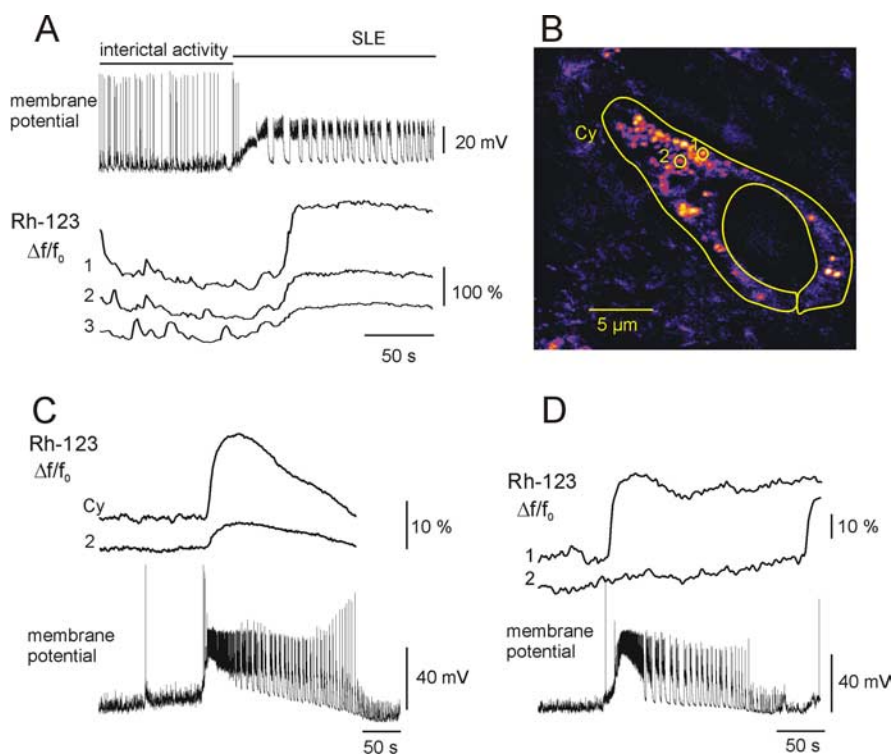 A
interictal activity
SLE
membrane
potential
20 mV
Rh-123
Δf/f₀
1
2
3
100 %
50 s
B
Cy
1
2
5 µm
C
Rh-123
Δf/f₀
Cy
2
10 %
membrane
potential
40 mV
50 s
D
Rh-123
Δf/f₀
1
2
10 %
membrane
potential
40 mV
50 s